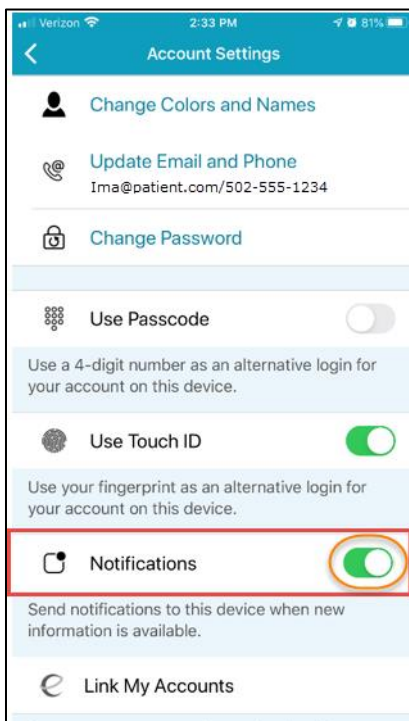 Verizon 2:33 PM 81%
Account Settings
Change Colors and Names
Update Email and Phone
Ima@patient.com/502-555-1234
Change Password
Use Passcode
Use a 4-digit number as an alternative login for
your account on this device.
Use Touch ID
Use your fingerprint as an alternative login for
your account on this device.
Notifications
Send notifications to this device when new
information is available.
Link My Accounts